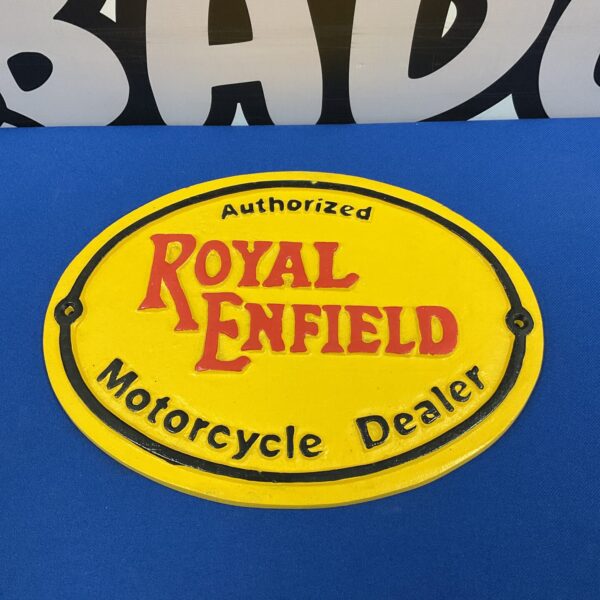 Authorized
ROYAL
ENFIELD
Motorcycle Dealer